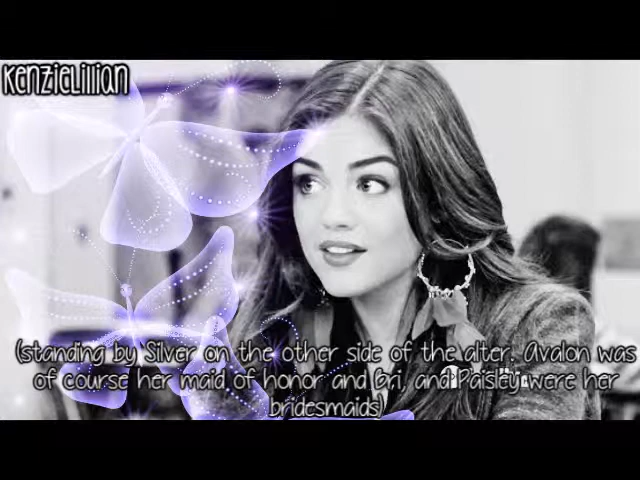 KenzieLillian
(standing by Silver on the other side of the alter. Avalon was
of course her maid of honor and Bri, and Paisley were her
bridesmaids)